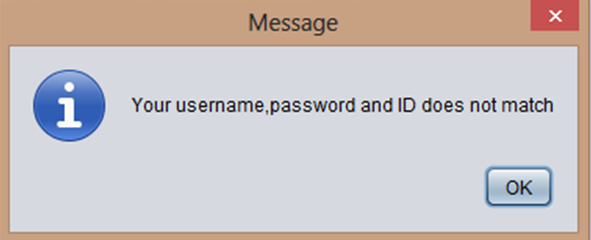 Message
Your username,password and ID does not match
OK